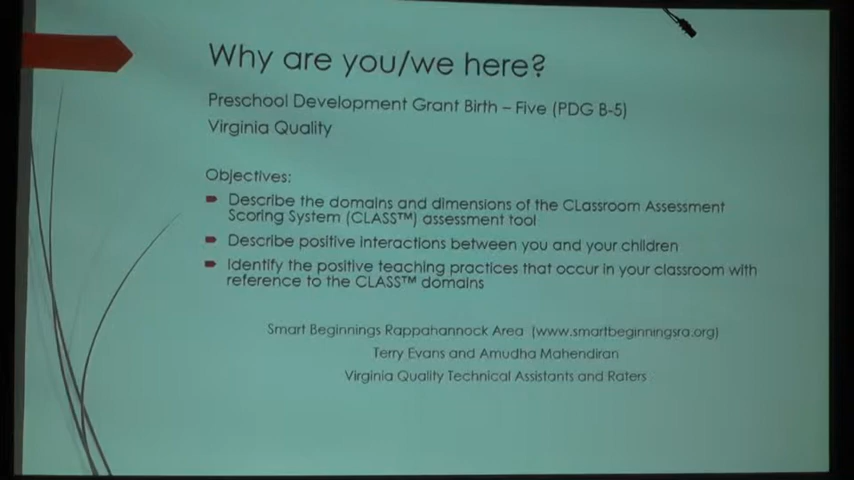 Why are you/we here?
Preschool Development Grant Birth – Five (PDG B-5)
Virginia Quality
Objectives:
Describe the domains and dimensions of the CLassroom Assessment
Scoring System (CLASS™) assessment tool
Describe positive interactions between you and your children
Identify the positive teaching practices that occur in your classroom with
reference to the CLASS™ domains
Smart Beginnings Rappahannock Area (www.smartbeginningsra.org)
Terry Evans and Amudha Mahendiran
Virginia Quality Technical Assistants and Raters